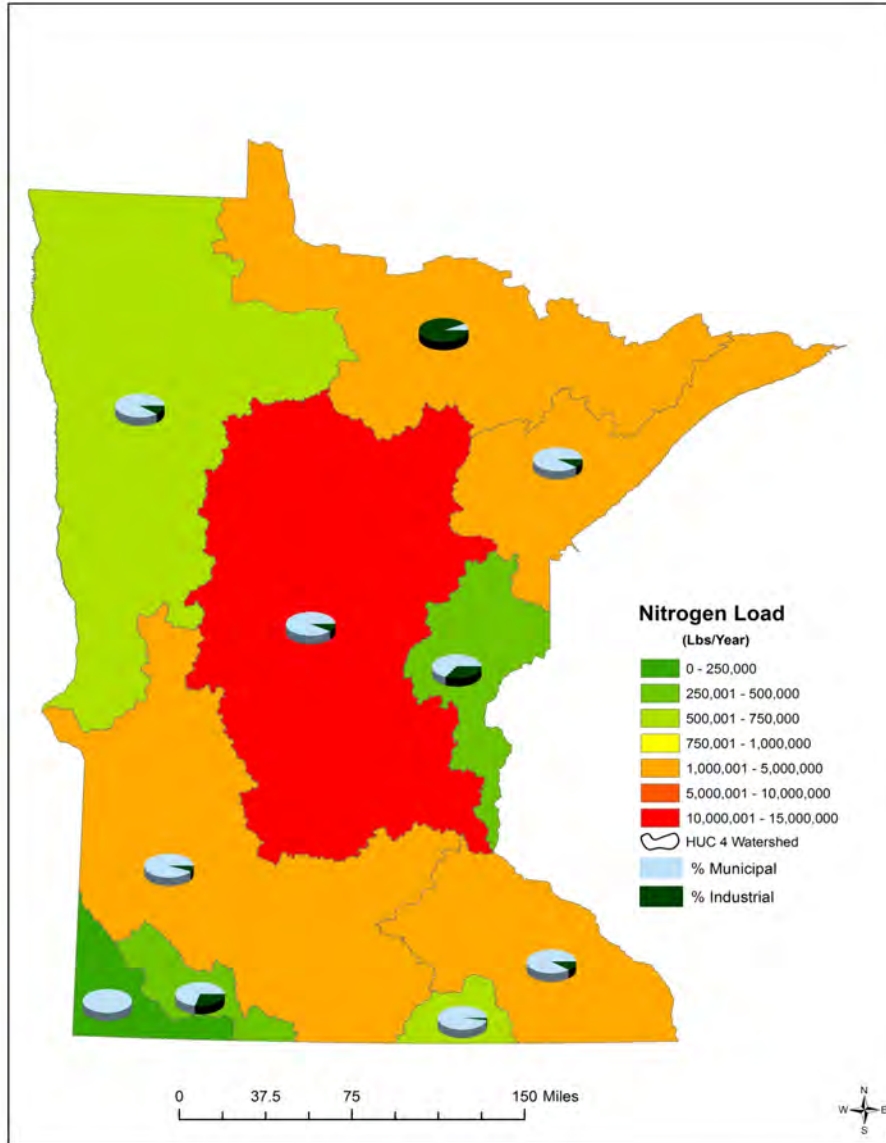 Nitrogen Load
(Lbs/Year)
0 - 250,000
250,001 - 500,000
500,001 - 750,000
750,001 - 1,000,000
1,000,001 - 5,000,000
5,000,001 - 10,000,000
10,000,001 - 15,000,000
HUC 4 Watershed
% Municipal
% Industrial
0 37.5 75 150 Miles
N
W E
S